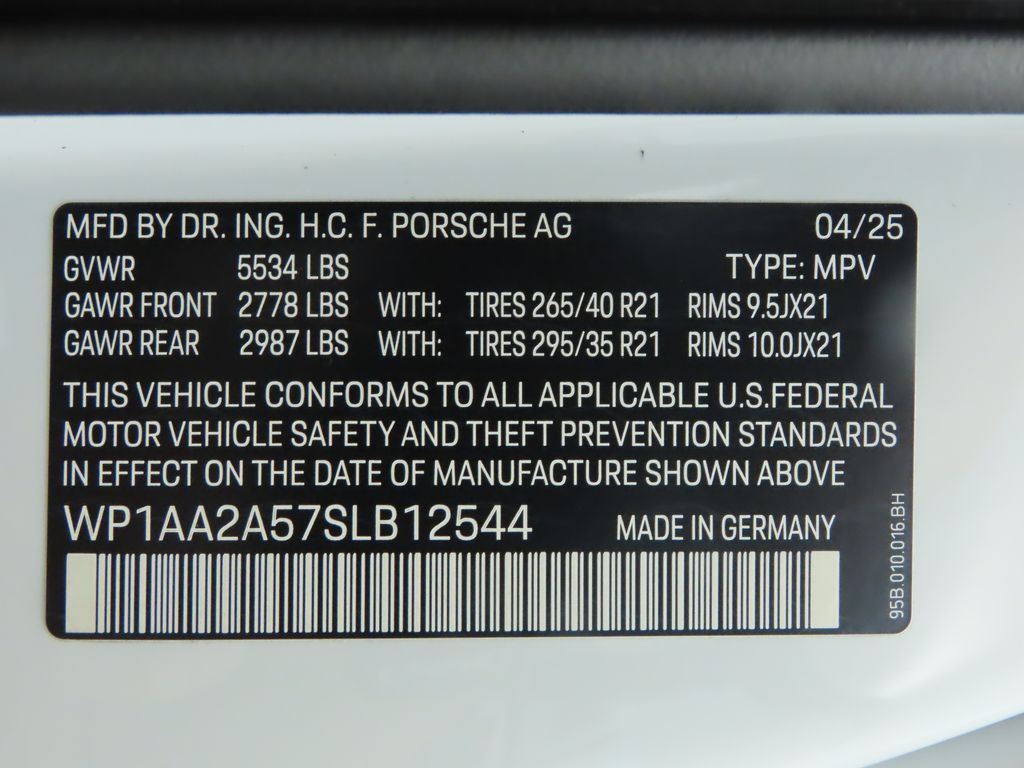 MFD BY DR. ING. H.C. F. PORSCHE AG 04/25
GVWR 5534 LBS TYPE: MPV
GAWR FRONT 2778 LBS WITH: TIRES 265/40 R21 RIMS 9.5JX21
GAWR REAR 2987 LBS WITH: TIRES 295/35 R21 RIMS 10.0JX21
THIS VEHICLE CONFORMS TO ALL APPLICABLE U.S.FEDERAL
MOTOR VEHICLE SAFETY AND THEFT PREVENTION STANDARDS
IN EFFECT ON THE DATE OF MANUFACTURE SHOWN ABOVE
WP1AA2A57SLB12544 MADE IN GERMANY
95B.010.016.BH